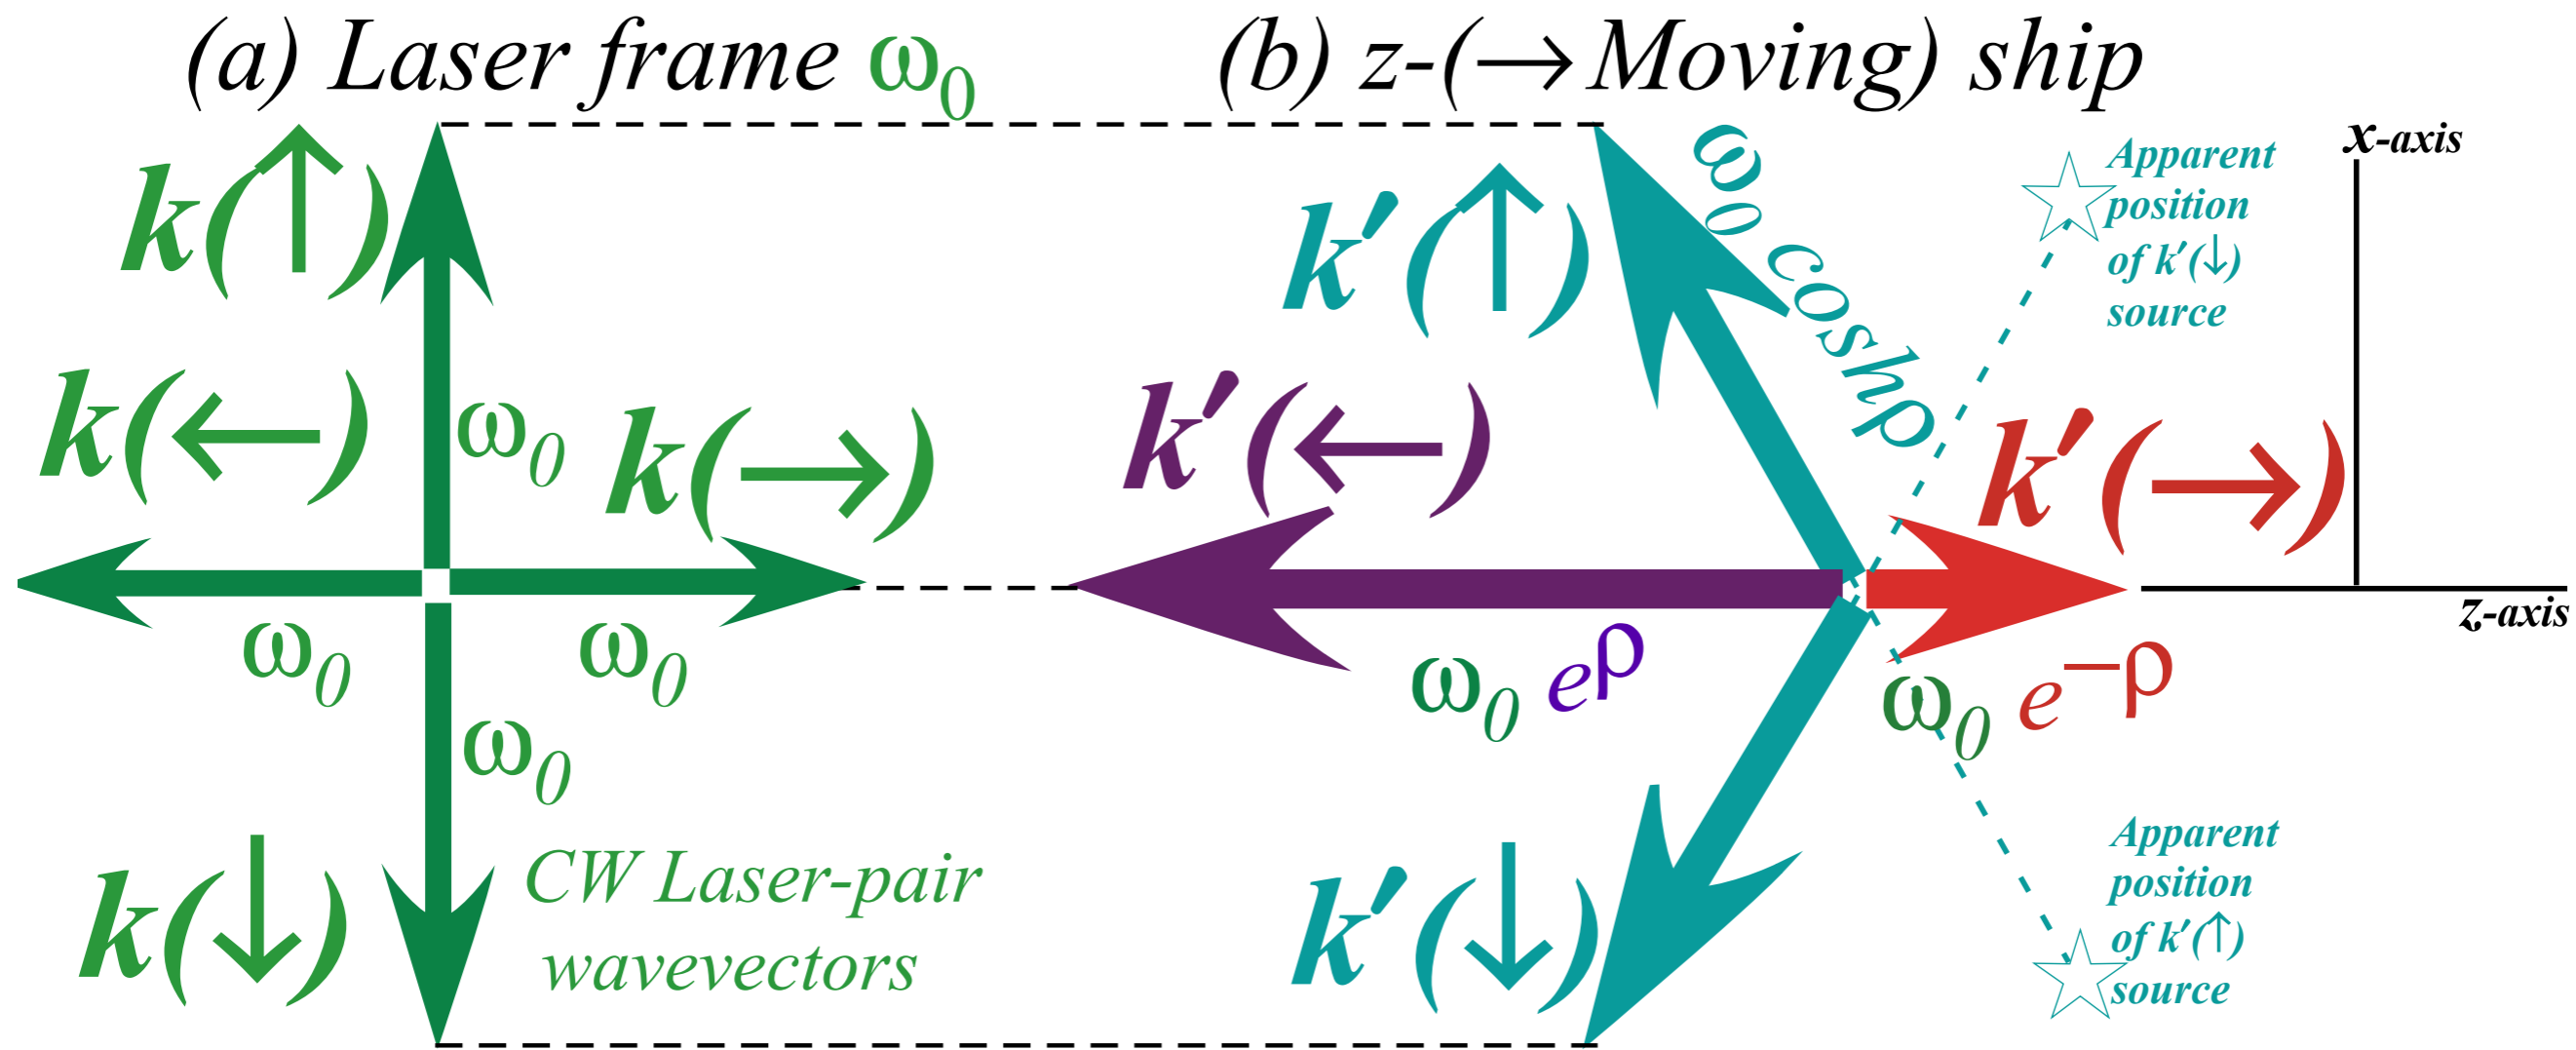 (a) Laser frame ω₀
(b) z-(→Moving) ship
k(↑)
k(←)
ω₀
k(→)
ω₀
ω₀
ω₀
k(↓)
CW Laser-pair
wavevectors
k′(↑)
ω₀ coshρ
k′(←)
k′(→)
ω₀ e^ρ
ω₀ e^−ρ
k′(↓)
Apparent
position
of k′(↓)
source
x-axis
z-axis
Apparent
position
of k′(↑)
source